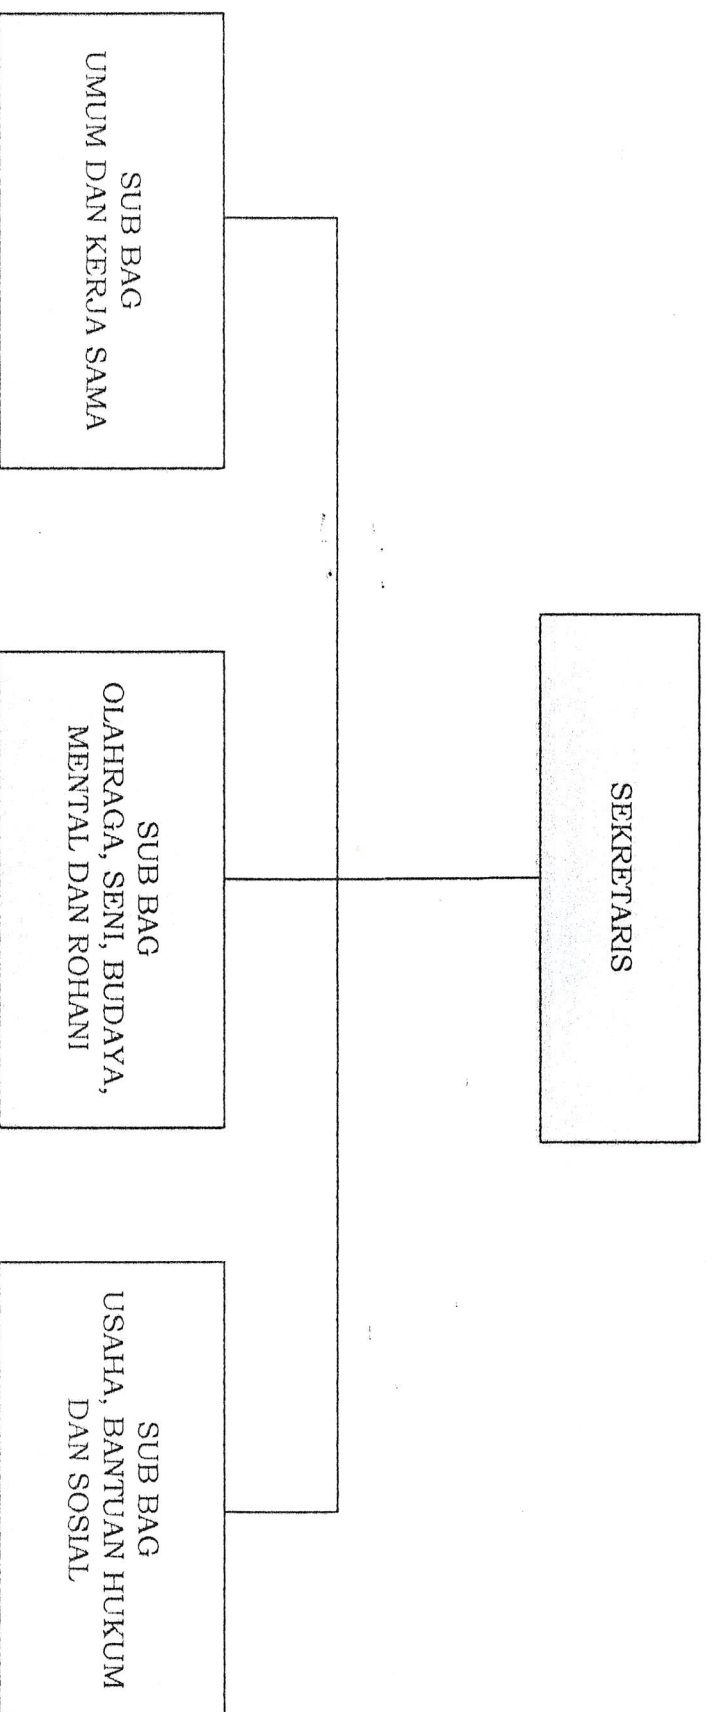 SEKRETARIS
SUB BAG
UMUM DAN KERJA SAMA
SUB BAG
OLAHRAGA, SENI, BUDAYA,
MENTAL DAN ROHANI
SUB BAG
USAHA, BANTUAN HUKUM
DAN SOSIAL